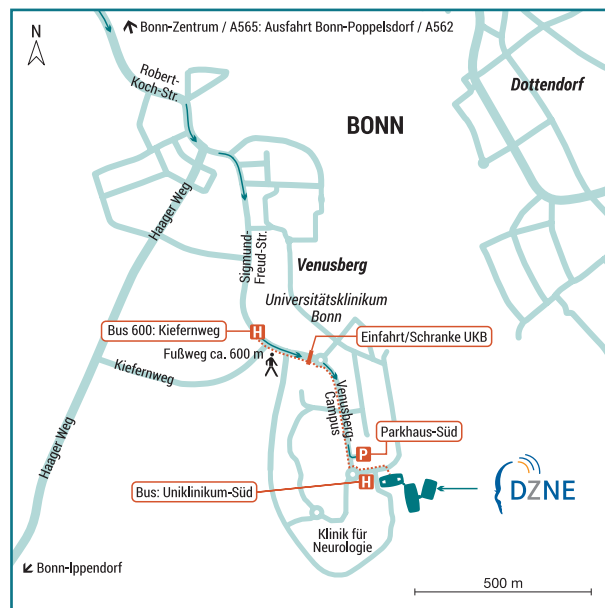 Bonn-Zentrum / A565: Ausfahrt Bonn-Poppelsdorf / A562
N
Robert-
Koch-Str.
Dottendorf
BONN
Haager Weg
Sigmund-
Freud-Str.
Venusberg
Universitätsklinikum
Bonn
Bus 600: Kiefernweg
H
Einfahrt/Schranke UKB
Fußweg ca. 600 m
Kiefernweg
Venusberg-
Campus
Parkhaus-Süd
P
Haager Weg
Bus: Uniklinikum-Süd
H
DZNE
Klinik für
Neurologie
Bonn-Ippendorf
500 m